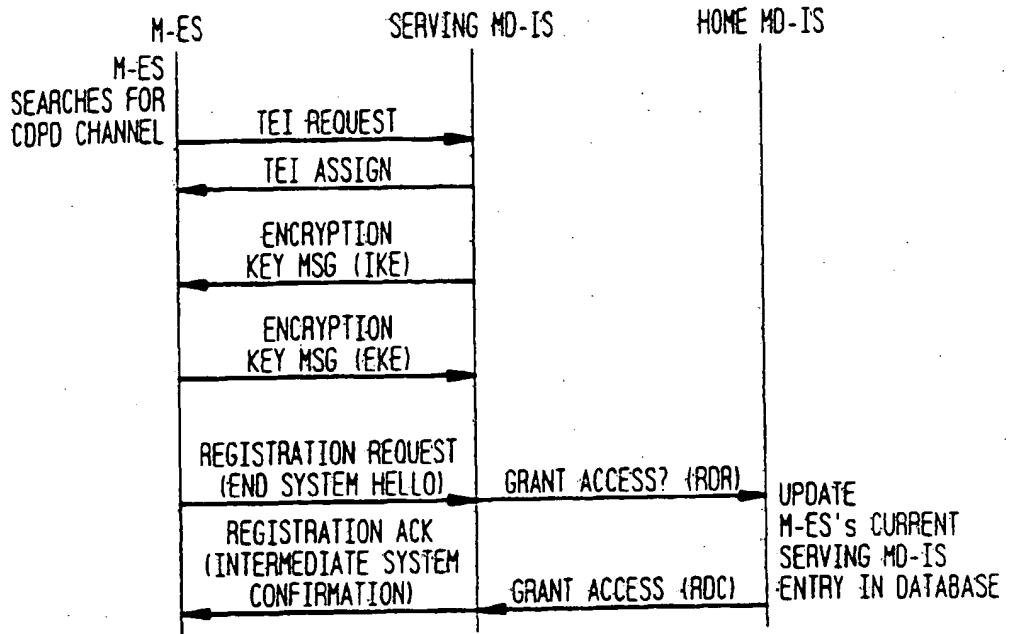 M-ES
SERVING MD-IS
HOME MD-IS
M-ES
SEARCHES FOR
CDPD CHANNEL
TEI REQUEST
TEI ASSIGN
ENCRYPTION
KEY MSG (IKE)
ENCRYPTION
KEY MSG (EKE)
REGISTRATION REQUEST
(END SYSTEM HELLO)
GRANT ACCESS? (RDR)
UPDATE
M-ES's CURRENT
SERVING MD-IS
ENTRY IN DATABASE
REGISTRATION ACK
(INTERMEDIATE SYSTEM
CONFIRMATION)
GRANT ACCESS (RDC)